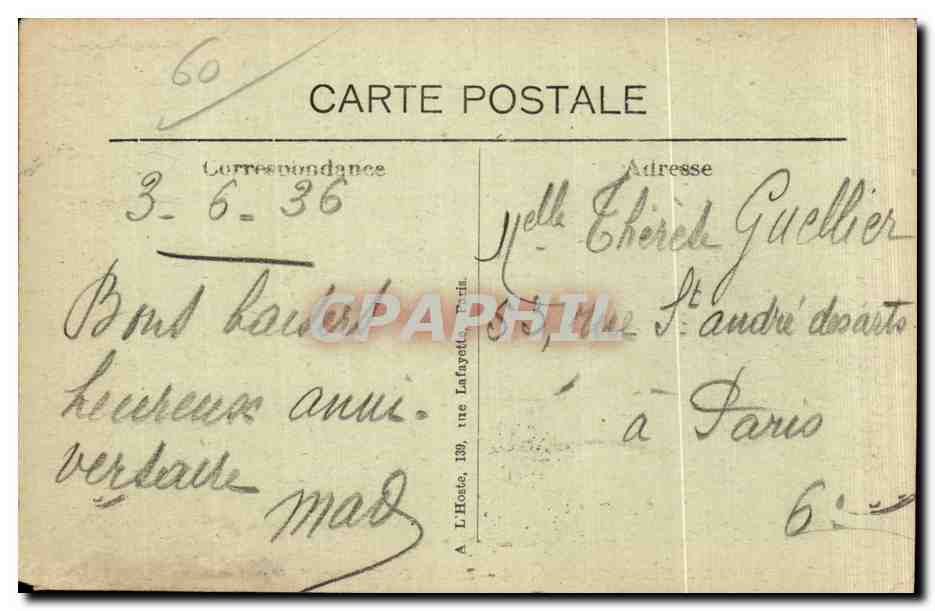 60
CARTE POSTALE
Correspondance
3-6-36
Bons baisers
heureux anni-
versaire
Mad
A L'Hoste, 139, rue Lafayette, Paris.
Adresse
Melle Thérèse Guellier
53, rue St andré des arts
à Paris
6e
CPAPHIL